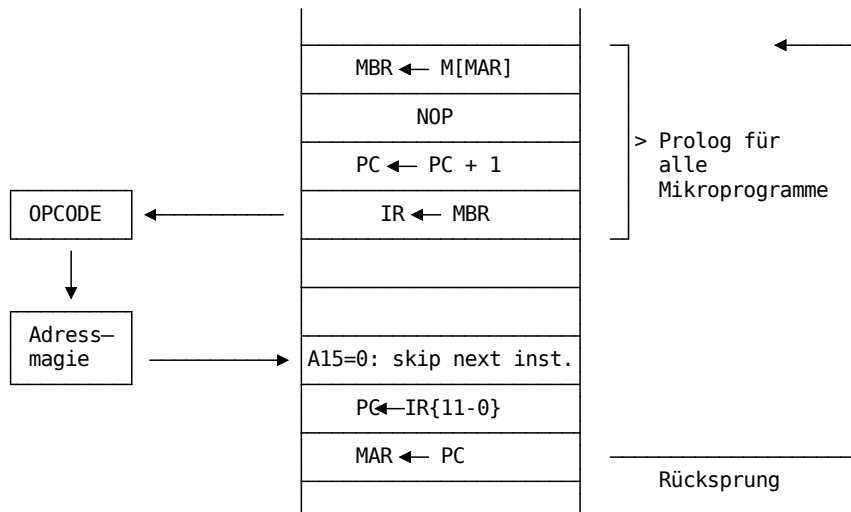 MBR ← M[MAR]
NOP
PC ← PC + 1
IR ← MBR
> Prolog für
alle
Mikroprogramme
OPCODE
Adress–
magie
A15=0: skip next inst.
PC←IR{11-0}
MAR ← PC
Rücksprung